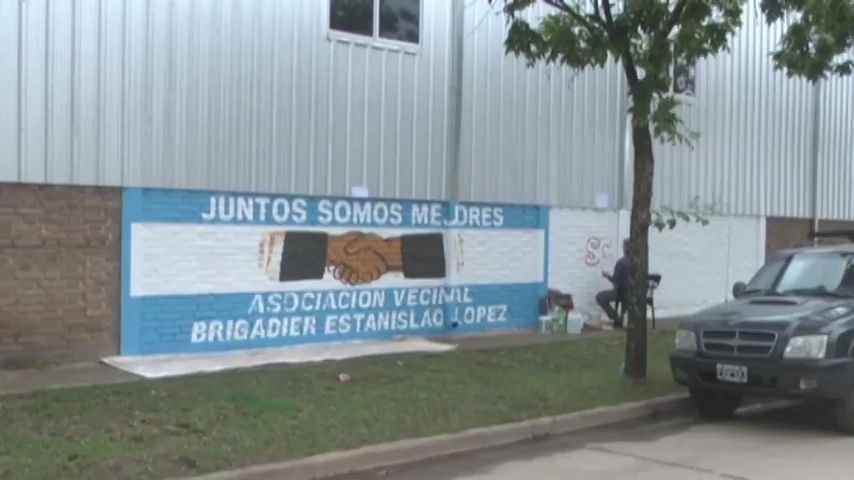 JUNTOS SOMOS MEJORES
ASOCIACION VECINAL
BRIGADIER ESTANISLAO LOPEZ